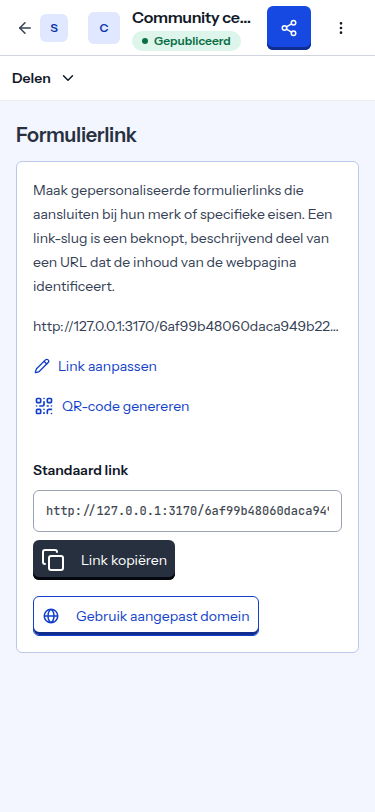 S
C
Community ce...
Gepubliceerd
Delen
Formulierlink
Maak gepersonaliseerde formulierlinks die
aansluiten bij hun merk of specifieke eisen. Een
link-slug is een beknopt, beschrijvend deel van
een URL dat de inhoud van de webpagina
identificeert.
http://127.0.0.1:3170/6af99b48060daca949b22...
Link aanpassen
QR-code genereren
Standaard link
http://127.0.0.1:3170/6af99b48060daca94
Link kopiëren
Gebruik aangepast domein